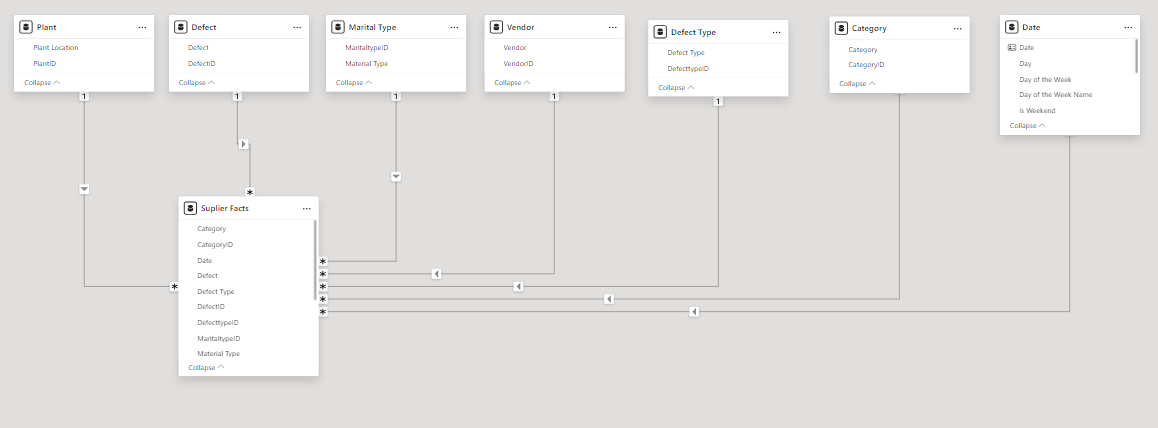 Plant
Plant Location
PlantID
Collapse
Defect
Defect
DefectID
Collapse
Marital Type
MaritaltypeID
Material Type
Collapse
Vendor
Vendor
VendorID
Collapse
Defect Type
Defect Type
DefecttypeID
Collapse
Category
Category
CategoryID
Collapse
Date
Date
Day
Day of the Week
Day of the Week Name
Is Weekend
Collapse
1
1
1
1
1
*
Suplier Facts
Category
CategoryID
Date
Defect
Defect Type
DefectID
DefecttypeID
MaritaltypeID
Material Type
Collapse
*
*
*
*
*
*